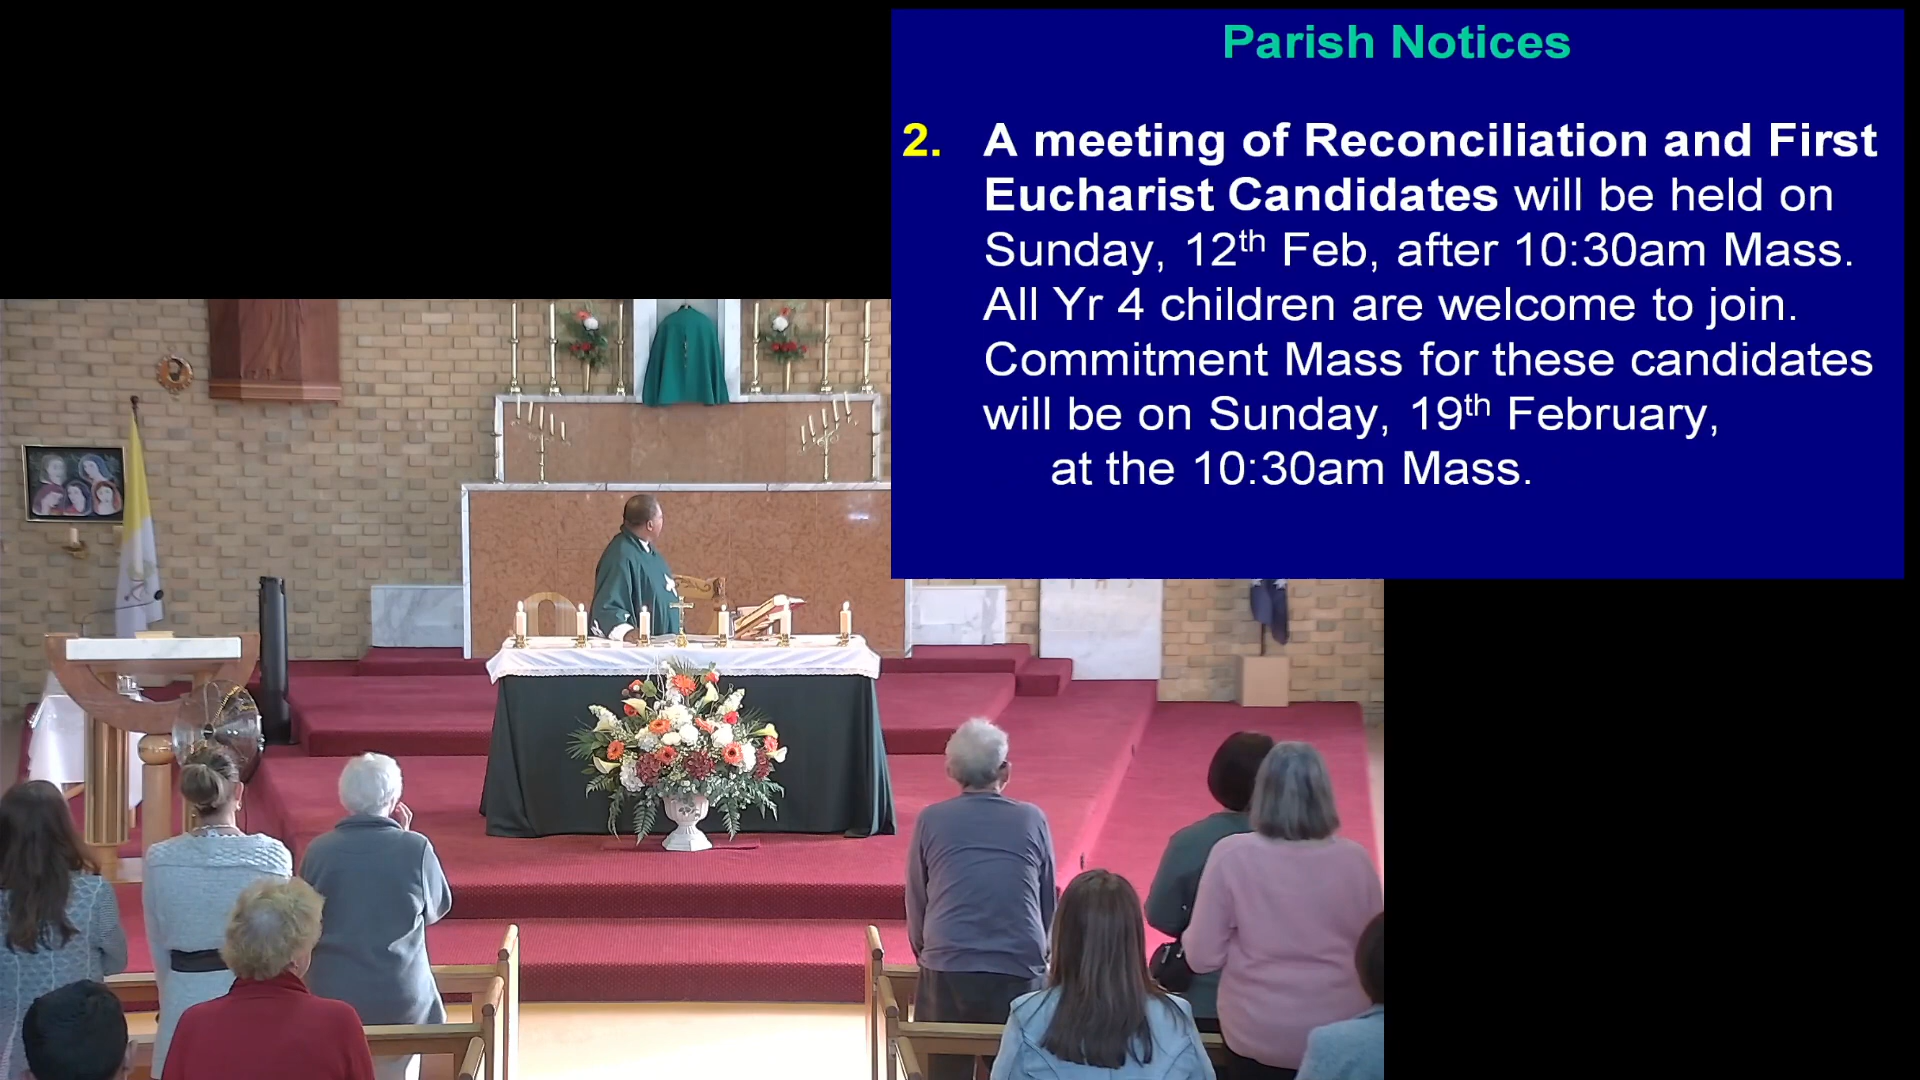 Parish Notices
2. A meeting of Reconciliation and First
Eucharist Candidates will be held on
Sunday, 12th Feb, after 10:30am Mass.
All Yr 4 children are welcome to join.
Commitment Mass for these candidates
will be on Sunday, 19th February,
at the 10:30am Mass.